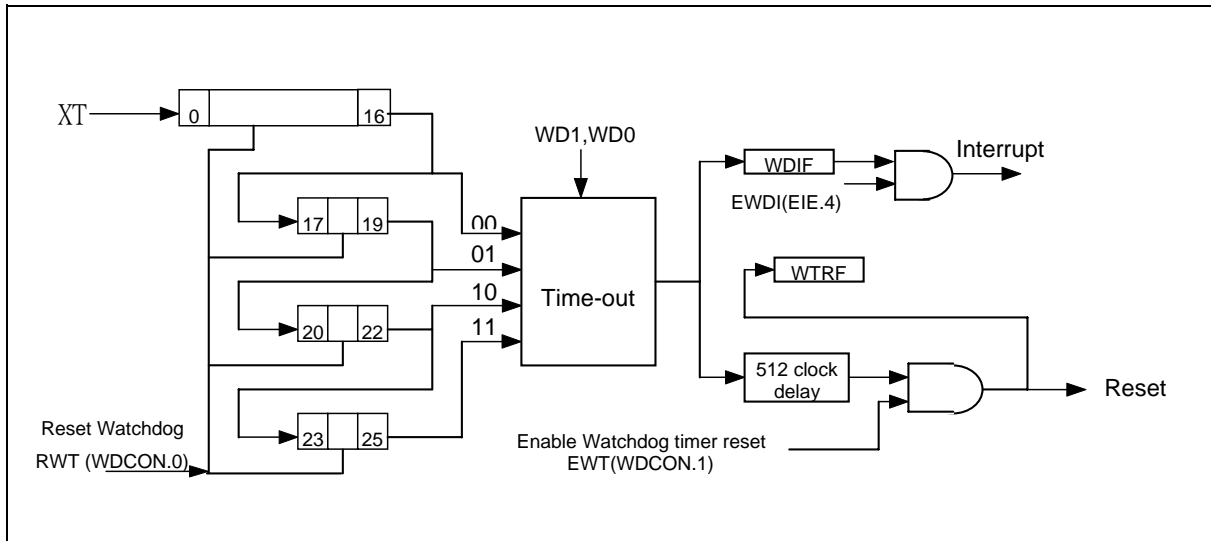 XT
0
16
WD1,WD0
WDIF
Interrupt
EWDI(EIE.4)
17
19
00
01
WTRF
Time-out
20
22
10
11
512 clock
delay
Reset
Reset Watchdog
RWT (WDCON.0)
23
25
Enable Watchdog timer reset
EWT(WDCON.1)